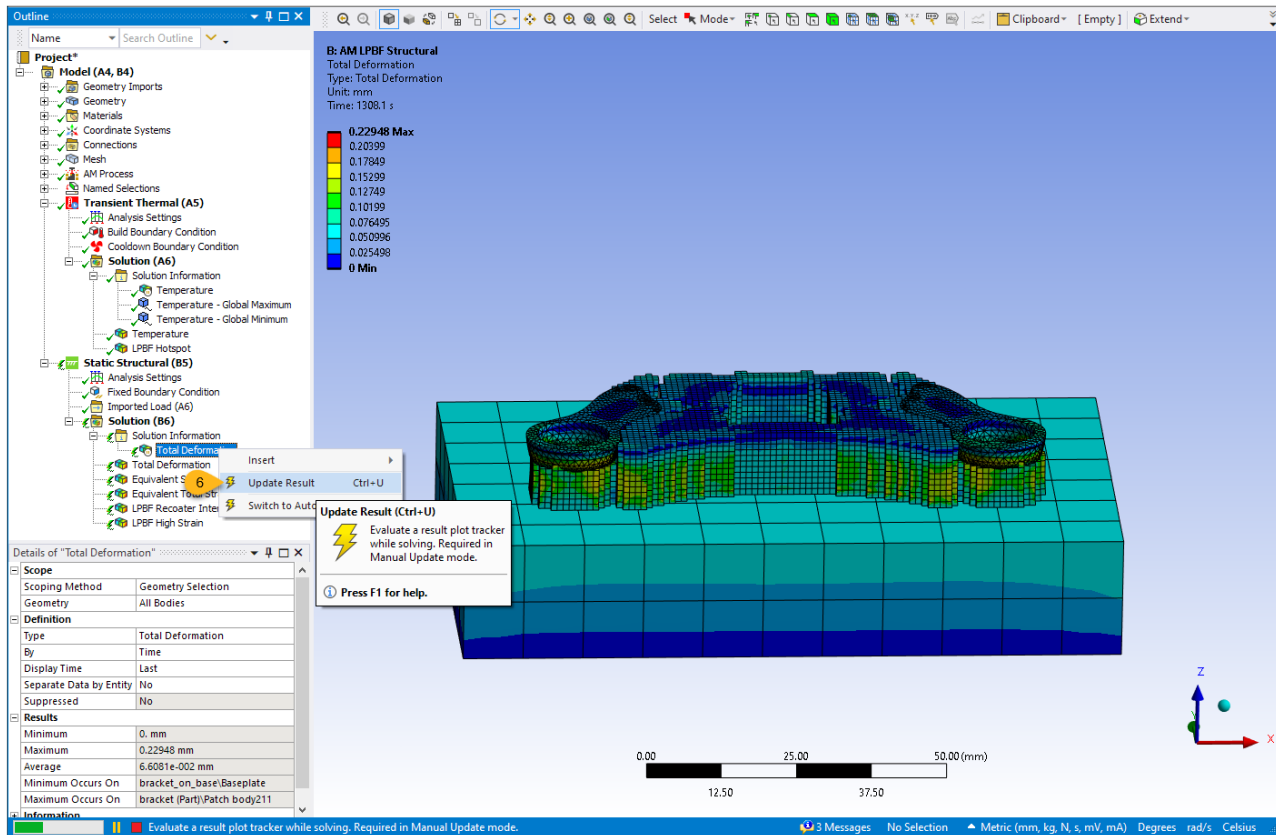 Outline
Name
Search Outline
Select
Mode
Clipboard
[ Empty ]
Extend
Project*
Model (A4, B4)
Geometry Imports
Geometry
Materials
Coordinate Systems
Connections
Mesh
AM Process
Named Selections
Transient Thermal (A5)
Analysis Settings
Build Boundary Condition
Cooldown Boundary Condition
Solution (A6)
Solution Information
Temperature
Temperature - Global Maximum
Temperature - Global Minimum
Temperature
LPBF Hotspot
Static Structural (B5)
Analysis Settings
Fixed Boundary Condition
Imported Load (A6)
Solution (B6)
Solution Information
Total Deforma
Total Deformation
Equivalent S
Equivalent Total Str
LPBF Recoater Inter
LPBF High Strain
6
Insert
Update Result Ctrl+U
Switch to Auto
Update Result (Ctrl+U)
Evaluate a result plot tracker
while solving. Required in
Manual Update mode.
Press F1 for help.
B: AM LPBF Structural
Total Deformation
Type: Total Deformation
Unit: mm
Time: 1308.1 s
0.22948 Max
0.20399
0.17849
0.15299
0.12749
0.10199
0.076495
0.050996
0.025498
0 Min
Details of "Total Deformation"
Scope
Scoping Method Geometry Selection
Geometry All Bodies
Definition
Type Total Deformation
By Time
Display Time Last
Separate Data by Entity No
Suppressed No
Results
Minimum 0. mm
Maximum 0.22948 mm
Average 6.6081e-002 mm
Minimum Occurs On bracket_on_base\Baseplate
Maximum Occurs On bracket (Part)\Patch body211
Information
0.00 25.00 50.00 (mm)
12.50 37.50
Z
Y
X
Evaluate a result plot tracker while solving. Required in Manual Update mode.
3 Messages
No Selection
Metric (mm, kg, N, s, mV, mA) Degrees rad/s Celsius